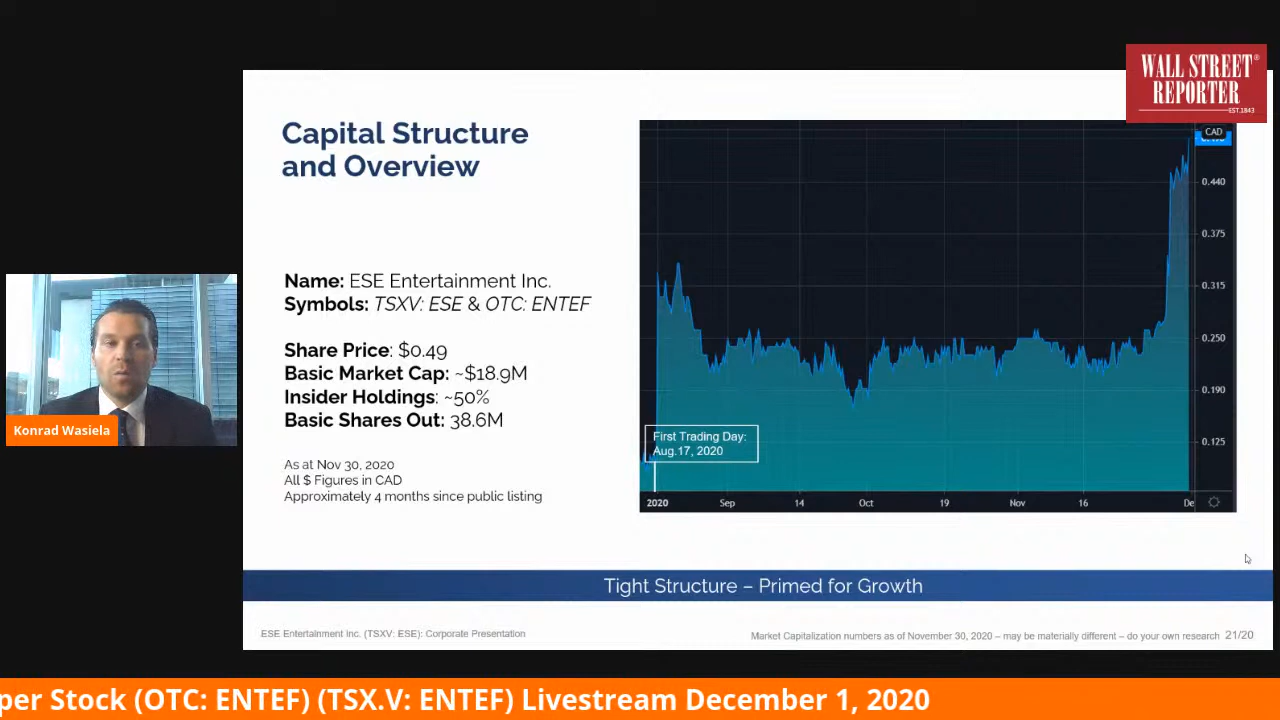 WALL STREET®
REPORTER
EST.1843
Capital Structure
and Overview
Name: ESE Entertainment Inc.
Symbols: TSXV: ESE & OTC: ENTEF
Share Price: $0.49
Basic Market Cap: ~$18.9M
Insider Holdings: ~50%
Basic Shares Out: 38.6M
As at Nov 30, 2020
All $ Figures in CAD
Approximately 4 months since public listing
CAD
0.440
0.375
0.315
0.250
0.190
0.125
First Trading Day:
Aug.17, 2020
2020 Sep 14 Oct 19 Nov 16 De
Konrad Wasiela
Tight Structure – Primed for Growth
ESE Entertainment Inc. (TSXV: ESE): Corporate Presentation
Market Capitalization numbers as of November 30, 2020 – may be materially different – do your own research 21/20
per Stock (OTC: ENTEF) (TSX.V: ENTEF) Livestream December 1, 2020